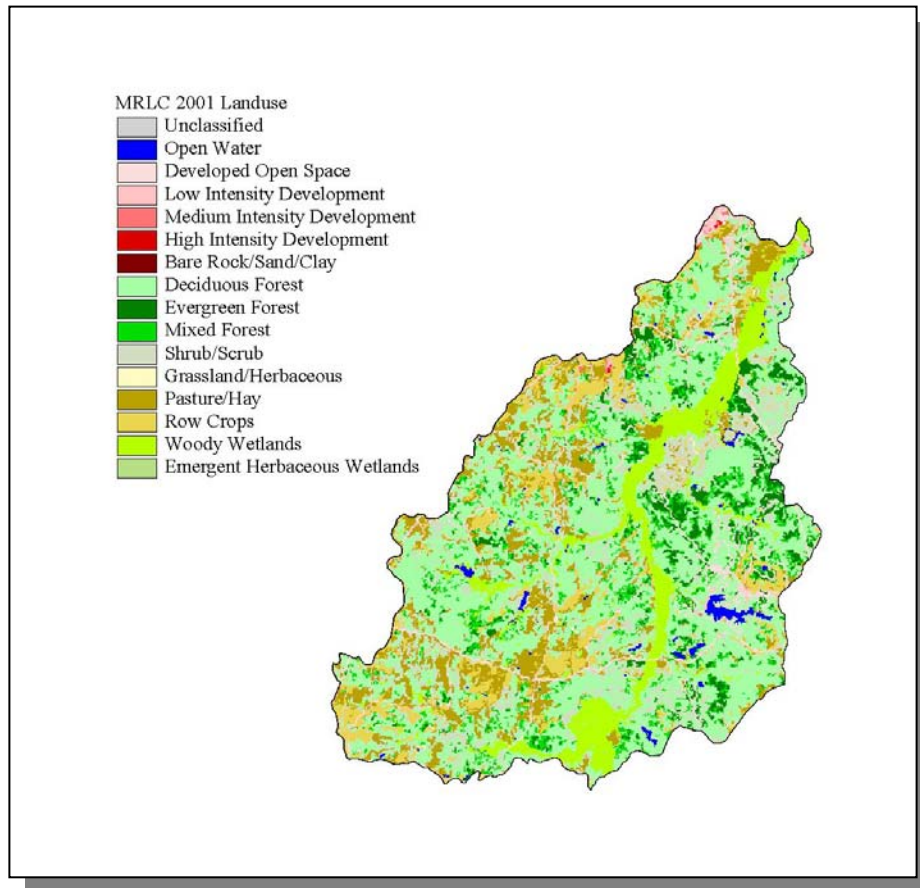 MRLC 2001 Landuse
Unclassified
Open Water
Developed Open Space
Low Intensity Development
Medium Intensity Development
High Intensity Development
Bare Rock/Sand/Clay
Deciduous Forest
Evergreen Forest
Mixed Forest
Shrub/Scrub
Grassland/Herbaceous
Pasture/Hay
Row Crops
Woody Wetlands
Emergent Herbaceous Wetlands